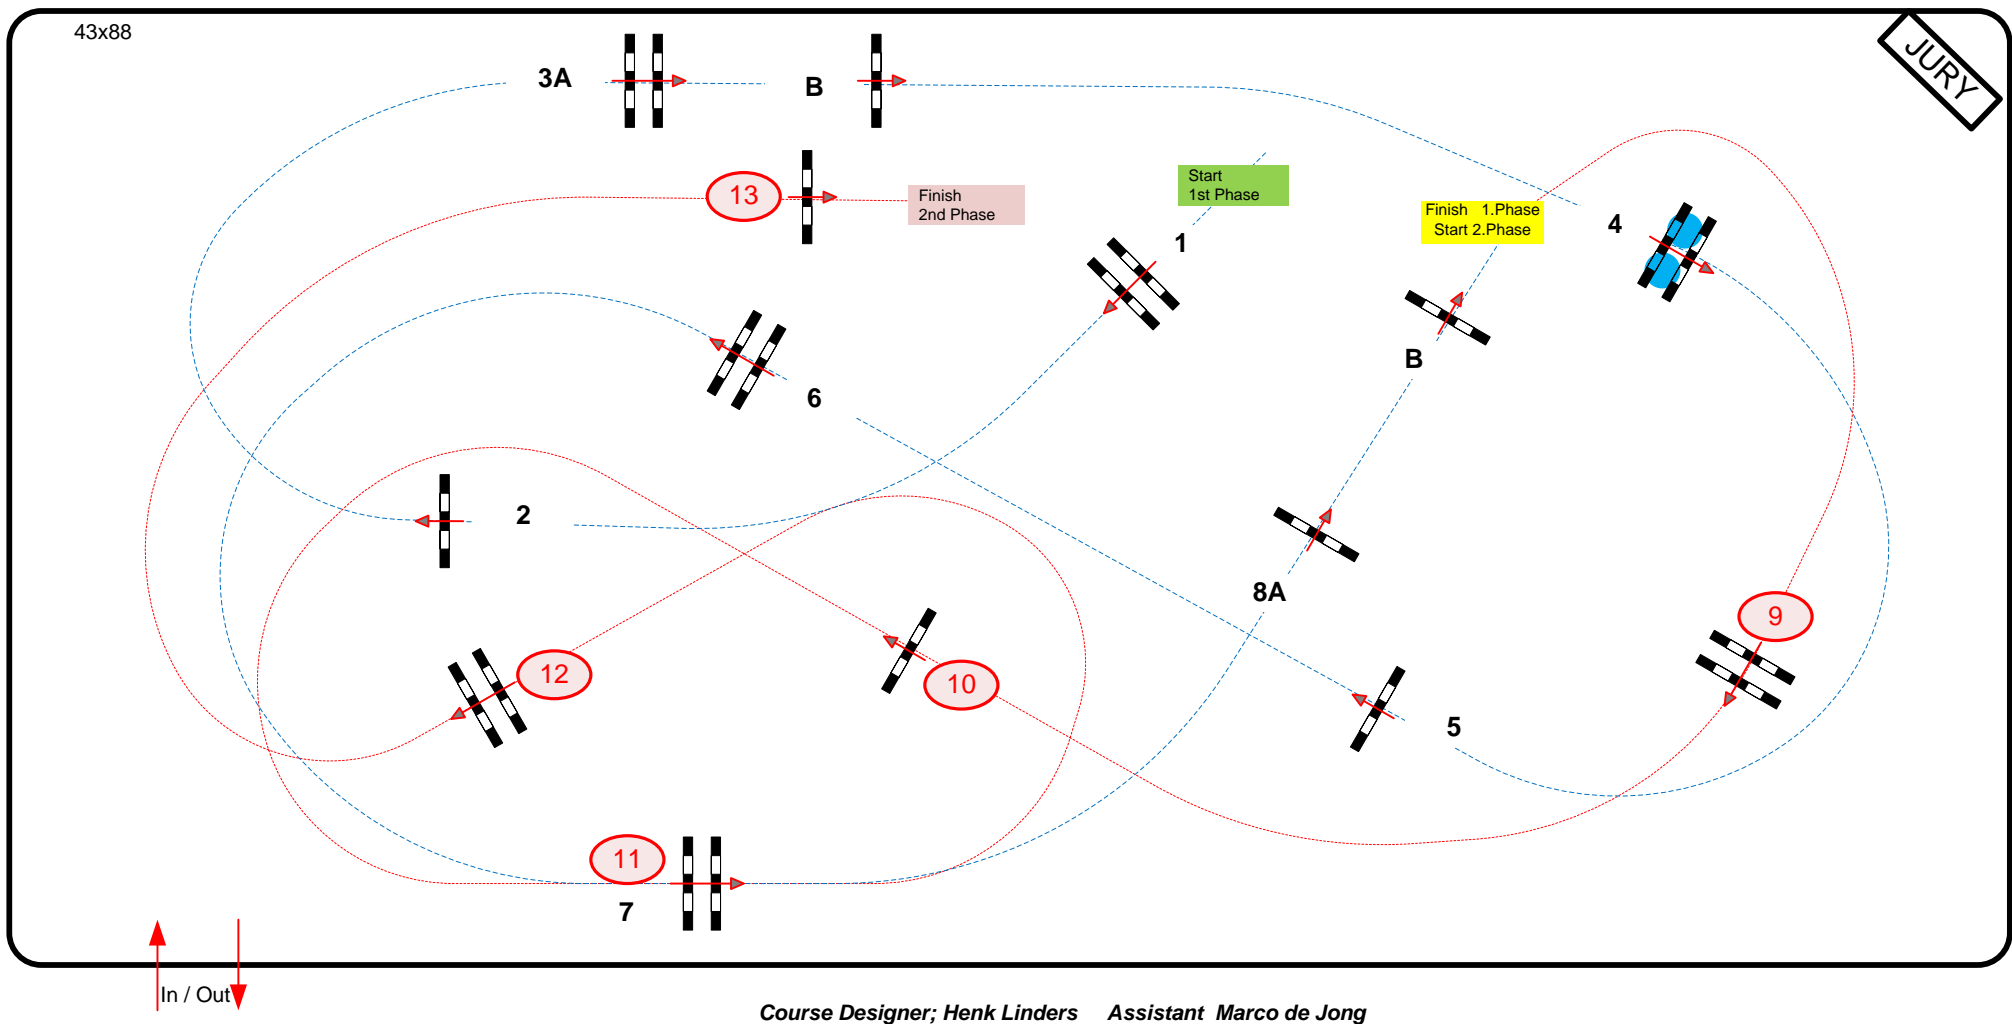 43x88
JURY
3A
B
Start
1st Phase
13
Finish
2nd Phase
Finish 1.Phase
Start 2.Phase
4
1
B
6
2
8A
9
12
10
5
11
7
In / Out
Course Designer; Henk Linders Assistant Marco de Jong